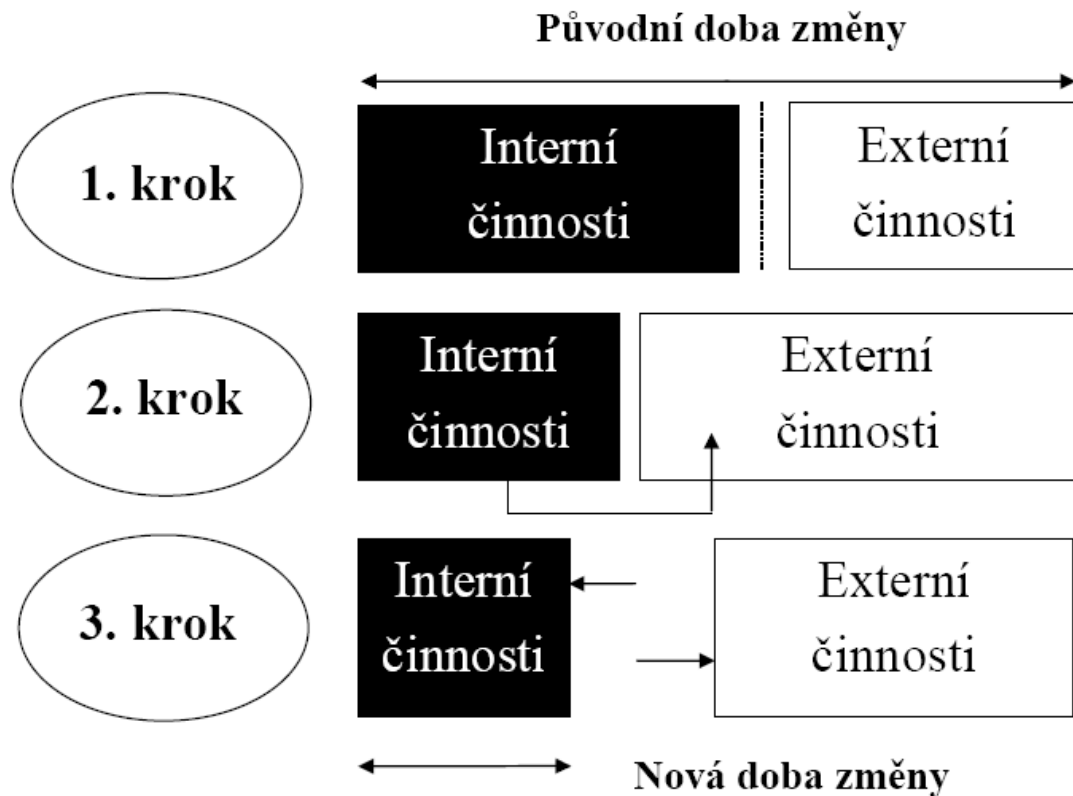 Původní doba změny
1. krok
Interní
činnosti
Externí
činnosti
2. krok
Interní
činnosti
Externí
činnosti
3. krok
Interní
činnosti
Externí
činnosti
Nová doba změny